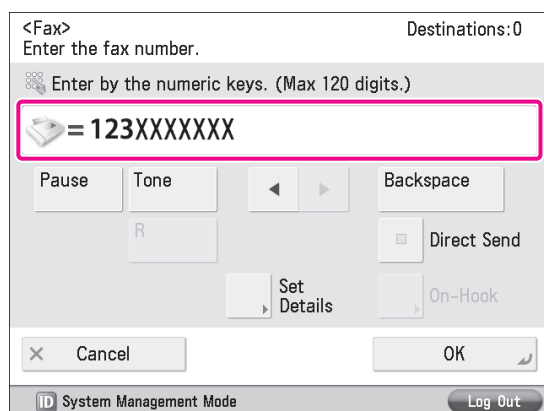 <Fax>
Destinations:0
Enter the fax number.
Enter by the numeric keys. (Max 120 digits.)
=123XXXXXXX
Pause
Tone
Backspace
R
Direct Send
Set
Details
On-Hook
× Cancel
OK
ID System Management Mode
Log Out